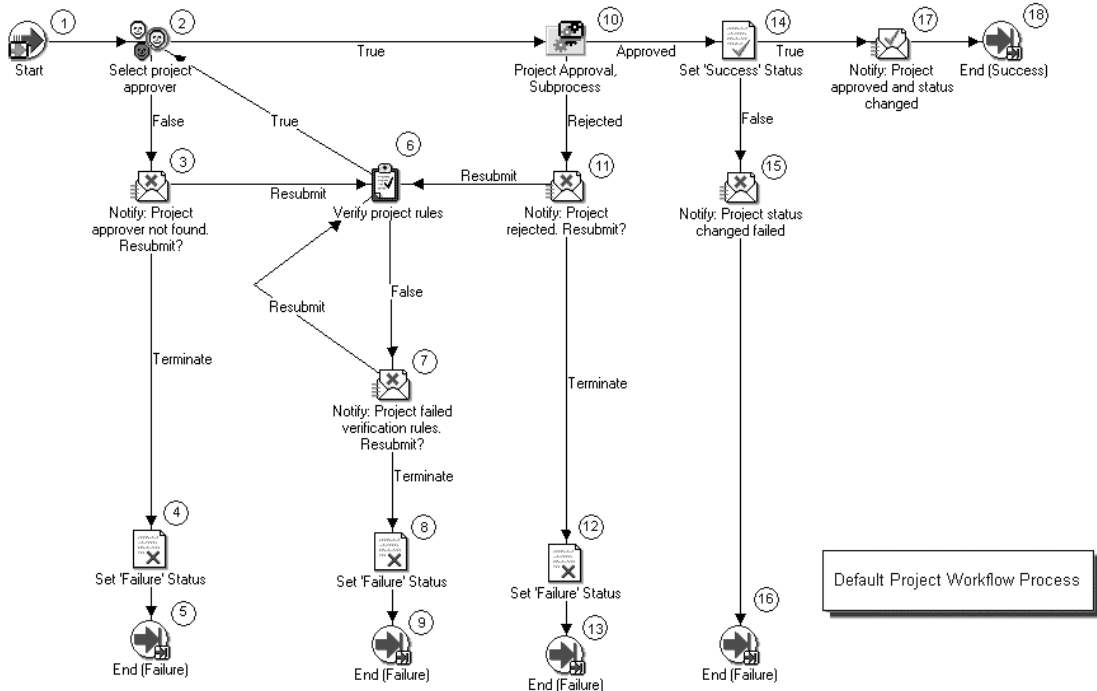 1
2
10
14
17
18
Start
Select project
approver
True
Project Approval,
Subprocess
Approved
Set 'Success' Status
True
Notify: Project
approved and status
changed
End (Success)
False
True
Rejected
False
3
6
11
15
Resubmit
Resubmit
Notify: Project
approver not found.
Resubmit?
Verify project rules
Notify: Project
rejected. Resubmit?
Notify: Project status
changed failed
Resubmit
False
Terminate
7
Terminate
Notify: Project failed
verification rules.
Resubmit?
Terminate
4
8
12
Set 'Failure' Status
Set 'Failure' Status
Set 'Failure' Status
Default Project Workflow Process
5
9
13
16
End (Failure)
End (Failure)
End (Failure)
End (Failure)